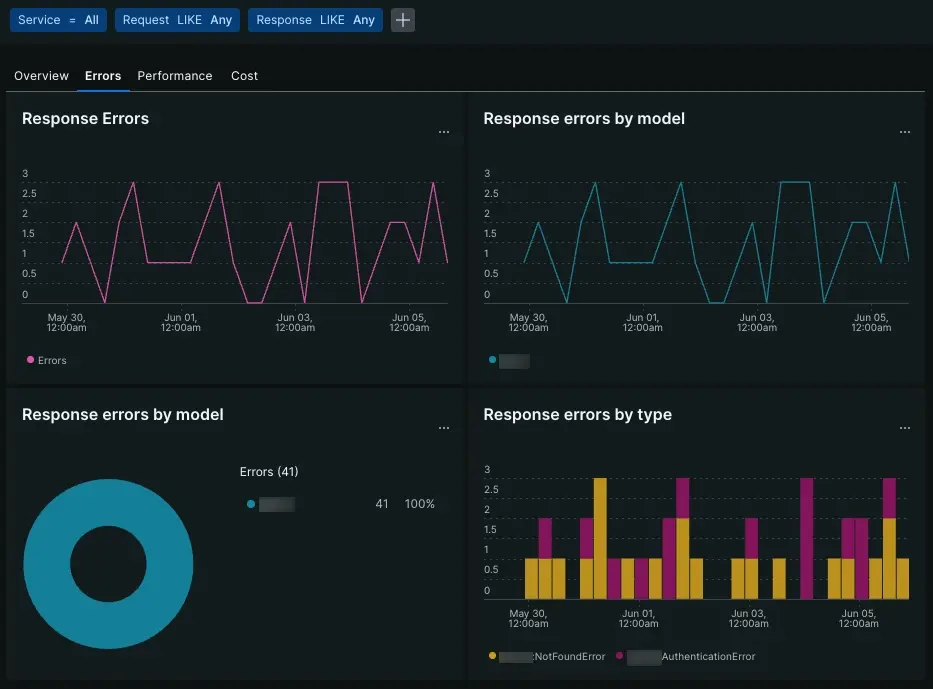 Service = All Request LIKE Any Response LIKE Any +
Overview Errors Performance Cost
Response Errors
...
3
2.5
2
1.5
1
0.5
0
May 30, Jun 01, Jun 03, Jun 05,
12:00am 12:00am 12:00am 12:00am
Errors
Response errors by model
...
3
2.5
2
1.5
1
0.5
0
May 30, Jun 01, Jun 03, Jun 05,
12:00am 12:00am 12:00am 12:00am
Response errors by model
...
Errors (41)
41 100%
Response errors by type
...
3
2.5
2
1.5
1
0.5
0
May 30, Jun 01, Jun 03, Jun 05,
12:00am 12:00am 12:00am 12:00am
:NotFoundError AuthenticationError